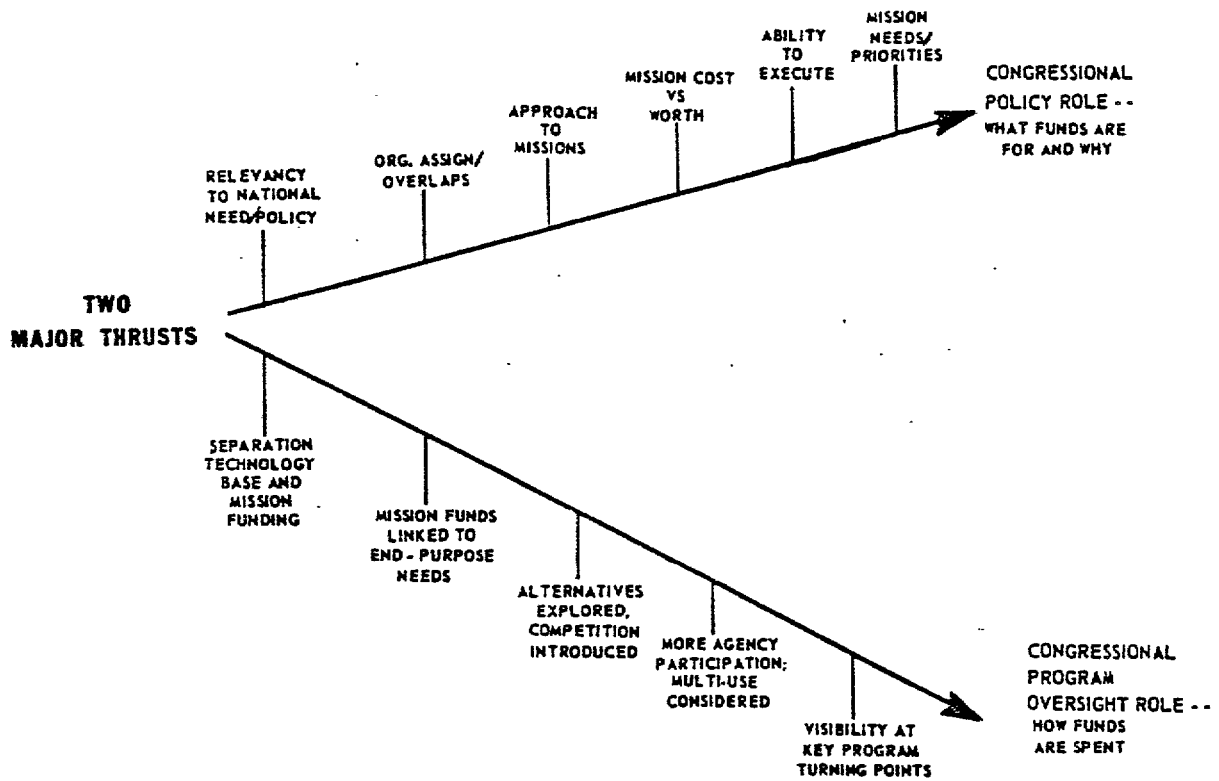 TWO
MAJOR THRUSTS
RELEVANCY
TO NATIONAL
NEED/POLICY
ORG. ASSIGN/
OVERLAPS
APPROACH
TO
MISSIONS
MISSION COST
VS
WORTH
ABILITY
TO
EXECUTE
MISSION
NEEDS/
PRIORITIES
CONGRESSIONAL
POLICY ROLE --
WHAT FUNDS ARE
FOR AND WHY
SEPARATION
TECHNOLOGY
BASE AND
MISSION
FUNDING
MISSION FUNDS
LINKED TO
END - PURPOSE
NEEDS
ALTERNATIVES
EXPLORED,
COMPETITION
INTRODUCED
MORE AGENCY
PARTICIPATION;
MULTI-USE
CONSIDERED
VISIBILITY AT
KEY PROGRAM
TURNING POINTS
CONGRESSIONAL
PROGRAM
OVERSIGHT ROLE --
HOW FUNDS
ARE SPENT